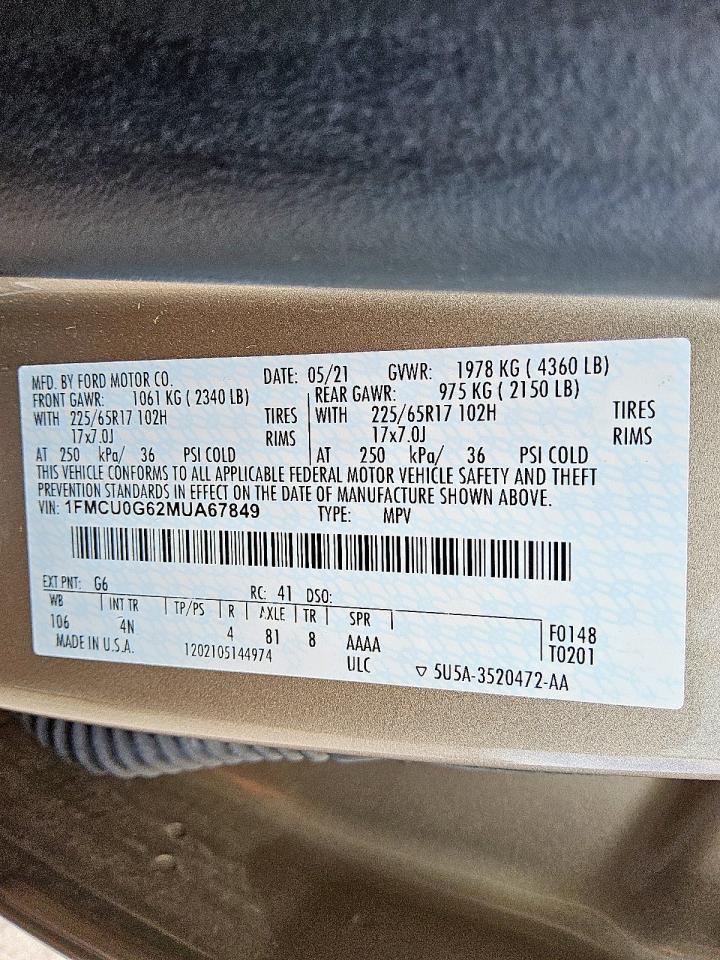 MFD. BY FORD MOTOR CO. DATE: 05/21 GVWR: 1978 KG ( 4360 LB)
FRONT GAWR: 1061 KG ( 2340 LB) REAR GAWR: 975 KG ( 2150 LB)
WITH 225/65R17 102H TIRES WITH 225/65R17 102H TIRES
17x7.0J RIMS 17x7.0J RIMS
AT 250 kPa/ 36 PSI COLD AT 250 kPa/ 36 PSI COLD
THIS VEHICLE CONFORMS TO ALL APPLICABLE FEDERAL MOTOR VEHICLE SAFETY AND THEFT
PREVENTION STANDARDS IN EFFECT ON THE DATE OF MANUFACTURE SHOWN ABOVE.
VIN: 1FMCU0G62MUA67849 TYPE: MPV
EXT PNT: G6 RC: 41 DSO:
WB INT TR TP/PS R AXLE TR SPR
106 4N 4 81 8 AAAA F0148
MADE IN U.S.A. 1202105144974 ULC T0201
▽ 5U5A-3520472-AA